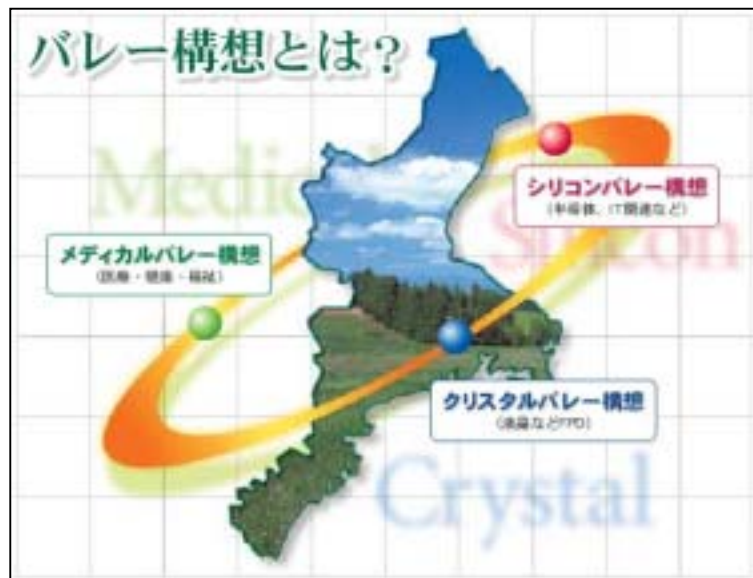 バレー構想とは？
Medical
シリコンバレー構想
(半導体、IT関連など)
Silicon
メディカルバレー構想
(医療・健康・福祉)
クリスタルバレー構想
(液晶などFPD)
Crystal